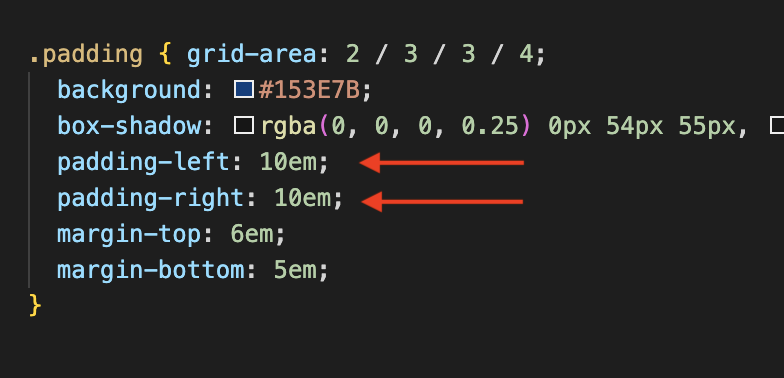 .padding { grid-area: 2 / 3 / 3 / 4;
background: #153E7B;
box-shadow: rgba(0, 0, 0, 0.25) 0px 54px 55px,
padding-left: 10em;
padding-right: 10em;
margin-top: 6em;
margin-bottom: 5em;
}